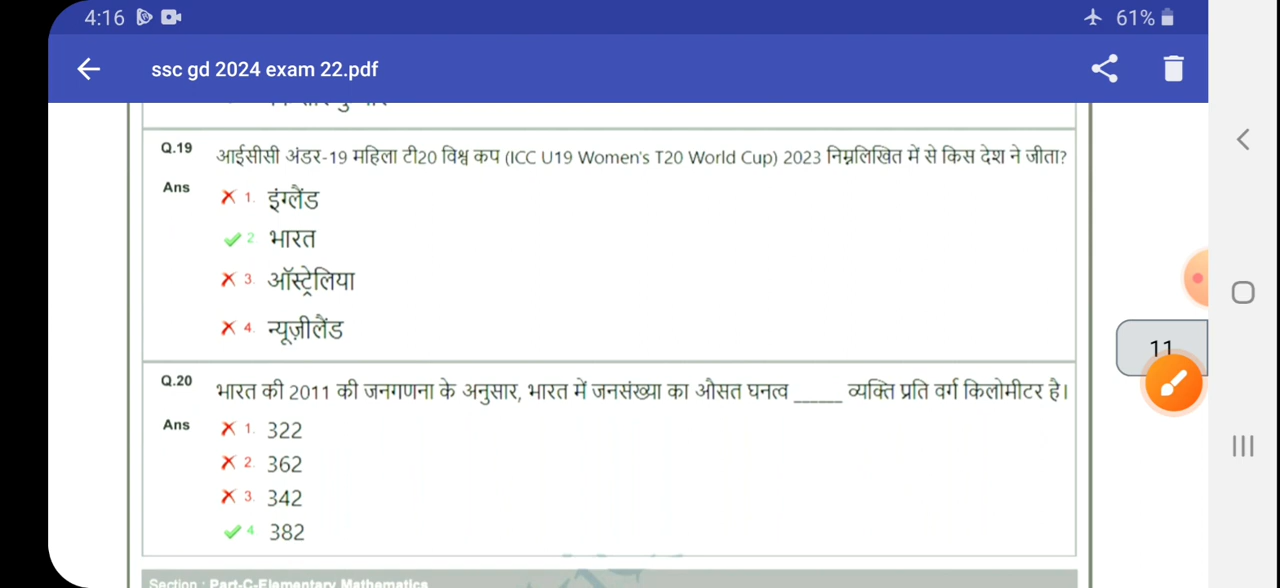 4:16
61%
ssc gd 2024 exam 22.pdf
Q.19 आईसीसी अंडर-19 महिला टी20 विश्व कप (ICC U19 Women's T20 World Cup) 2023 निम्नलिखित में से किस देश ने जीता?
Ans 1. इंग्लैंड
2 भारत
3. ऑस्ट्रेलिया
4. न्यूज़ीलैंड
11
Q.20 भारत की 2011 की जनगणना के अनुसार, भारत में जनसंख्या का औसत घनत्व ______ व्यक्ति प्रति वर्ग किलोमीटर है।
Ans 1. 322
2. 362
3. 342
4 382
Section : Part-C-Elementary Mathematics